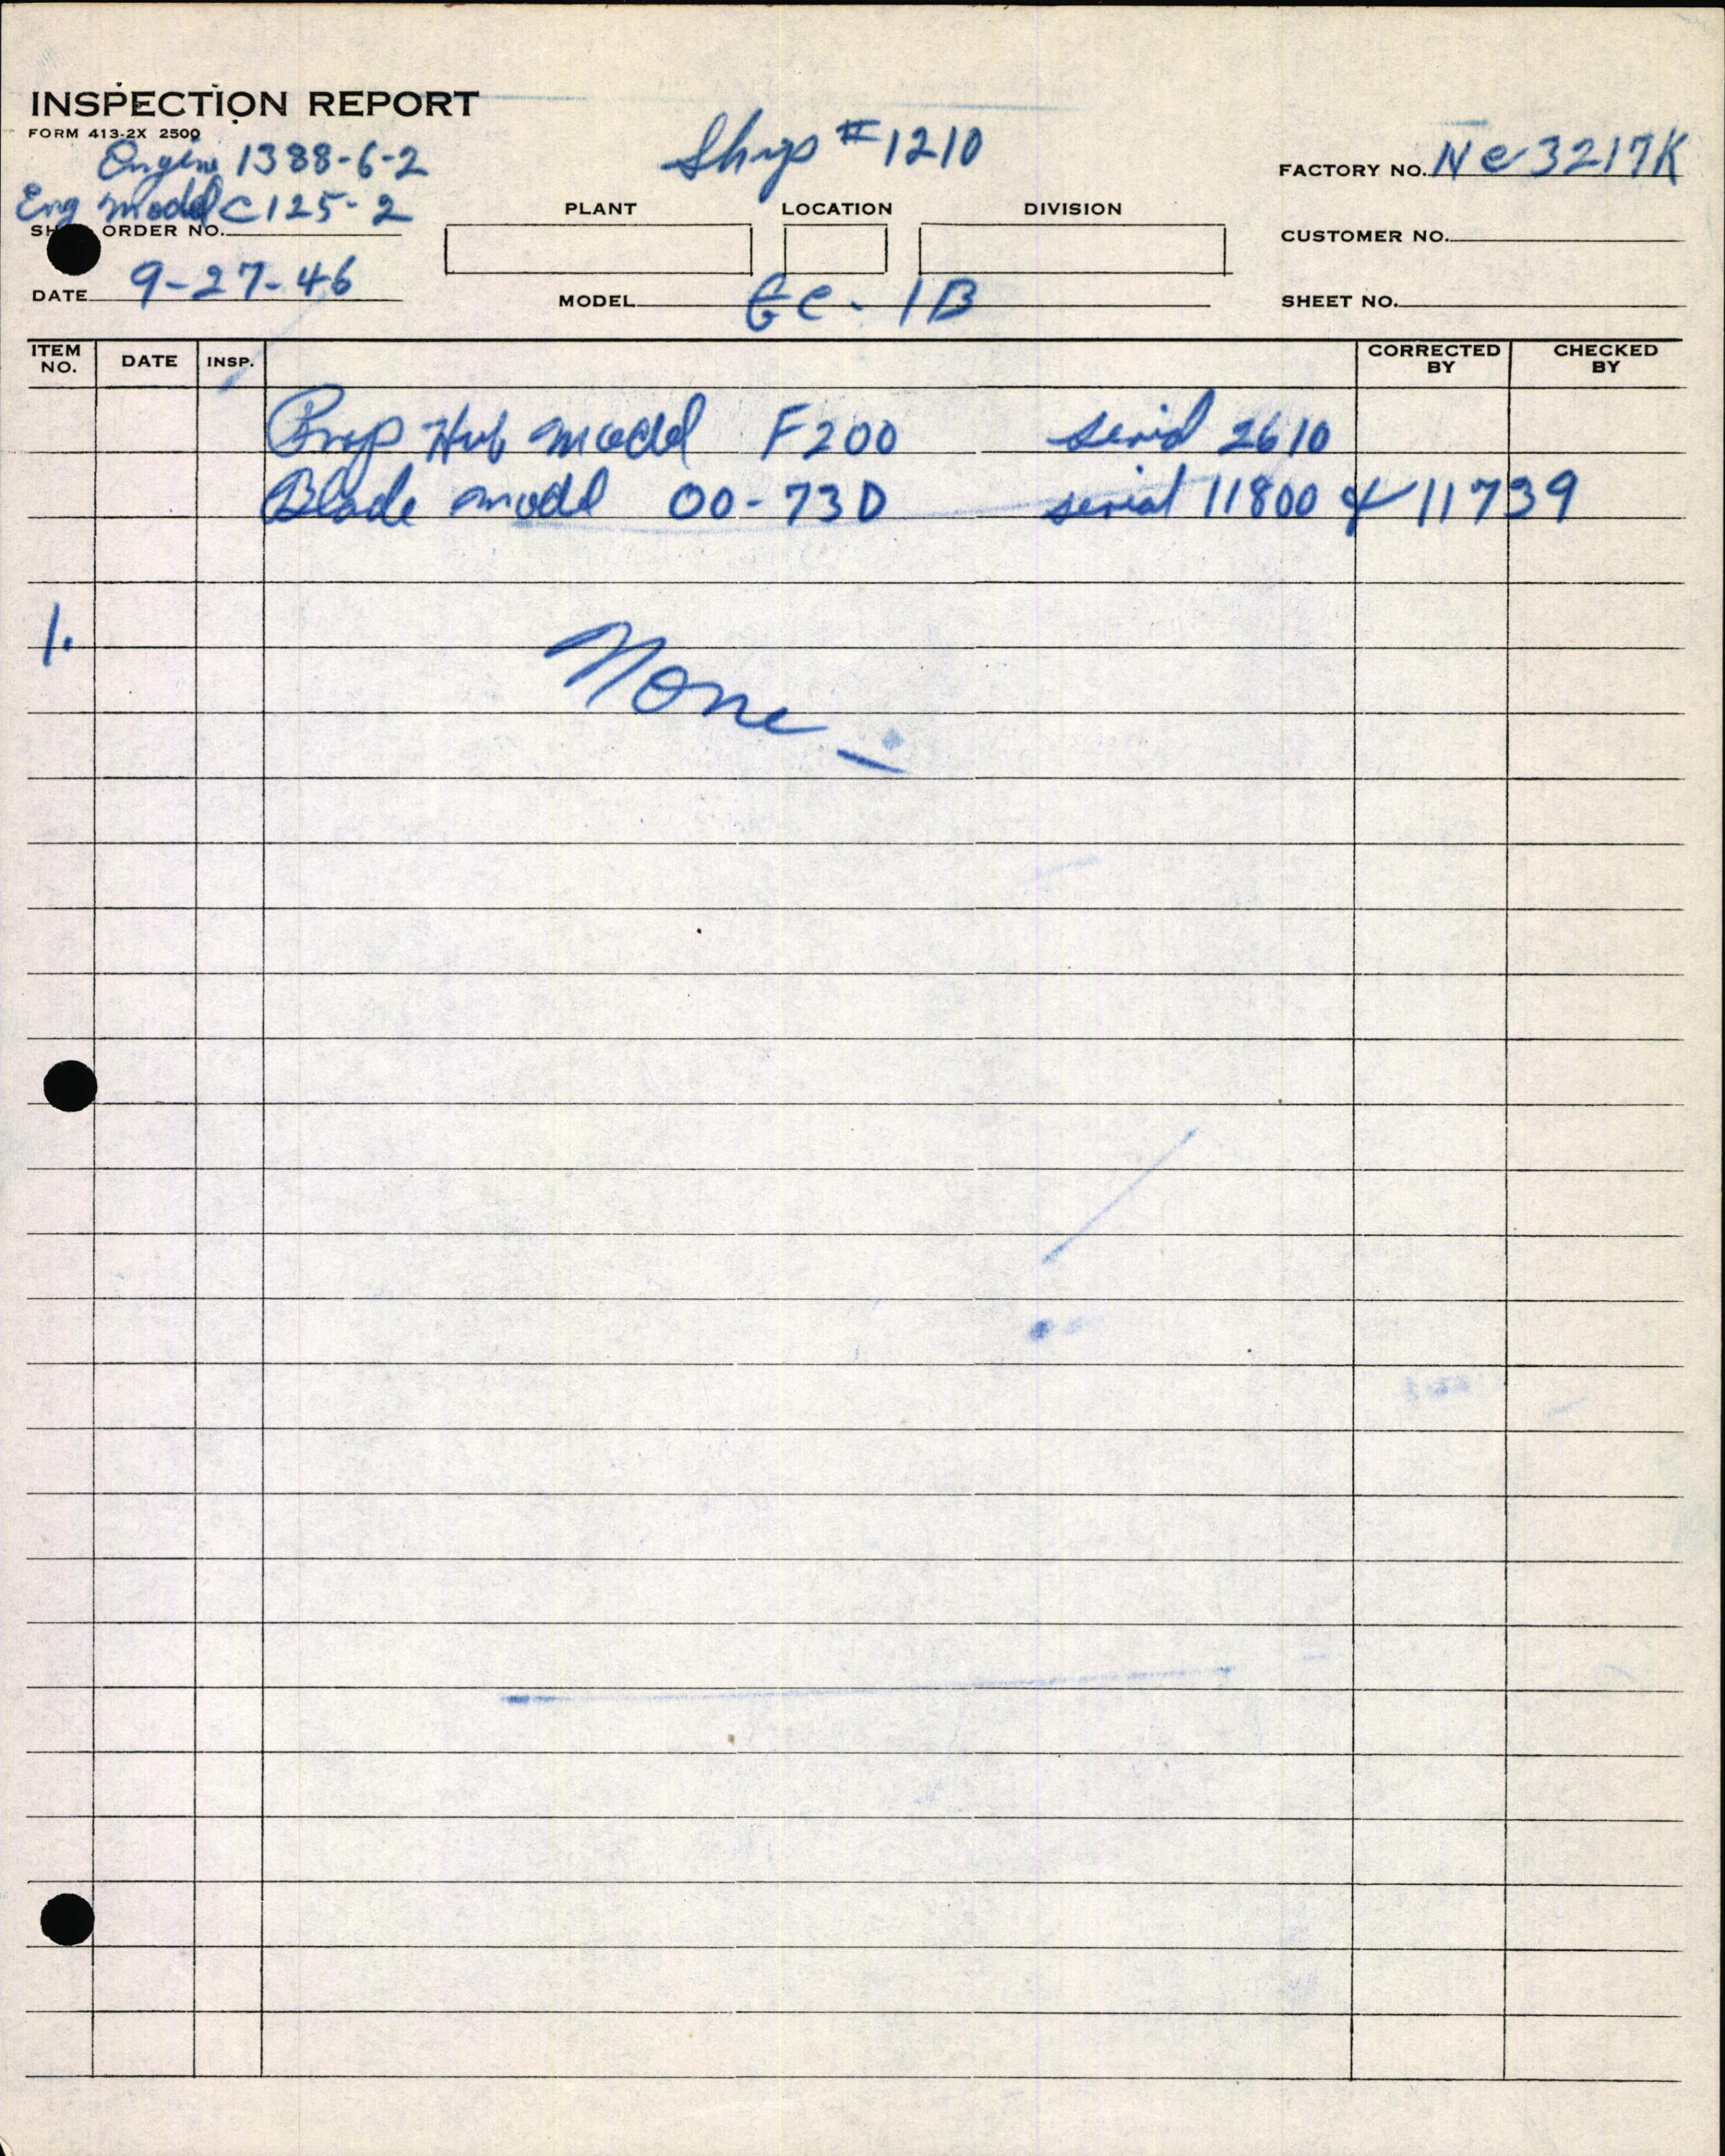 INSPECTION REPORT
FORM 413-2X 2500
Engine 1388-6-2
Ship #1210
FACTORY NO. Nc 3217K
Eng model C125-2
PLANT LOCATION DIVISION
ORDER NO.
CUSTOMER NO.
DATE 9-27-46
MODEL GC-1B
SHEET NO.
ITEM NO. DATE INSP. CORRECTED BY CHECKED BY
Prop Hub model F200 serial 2610
Blade model 00-73D serial 11800 & 11739
1. None -